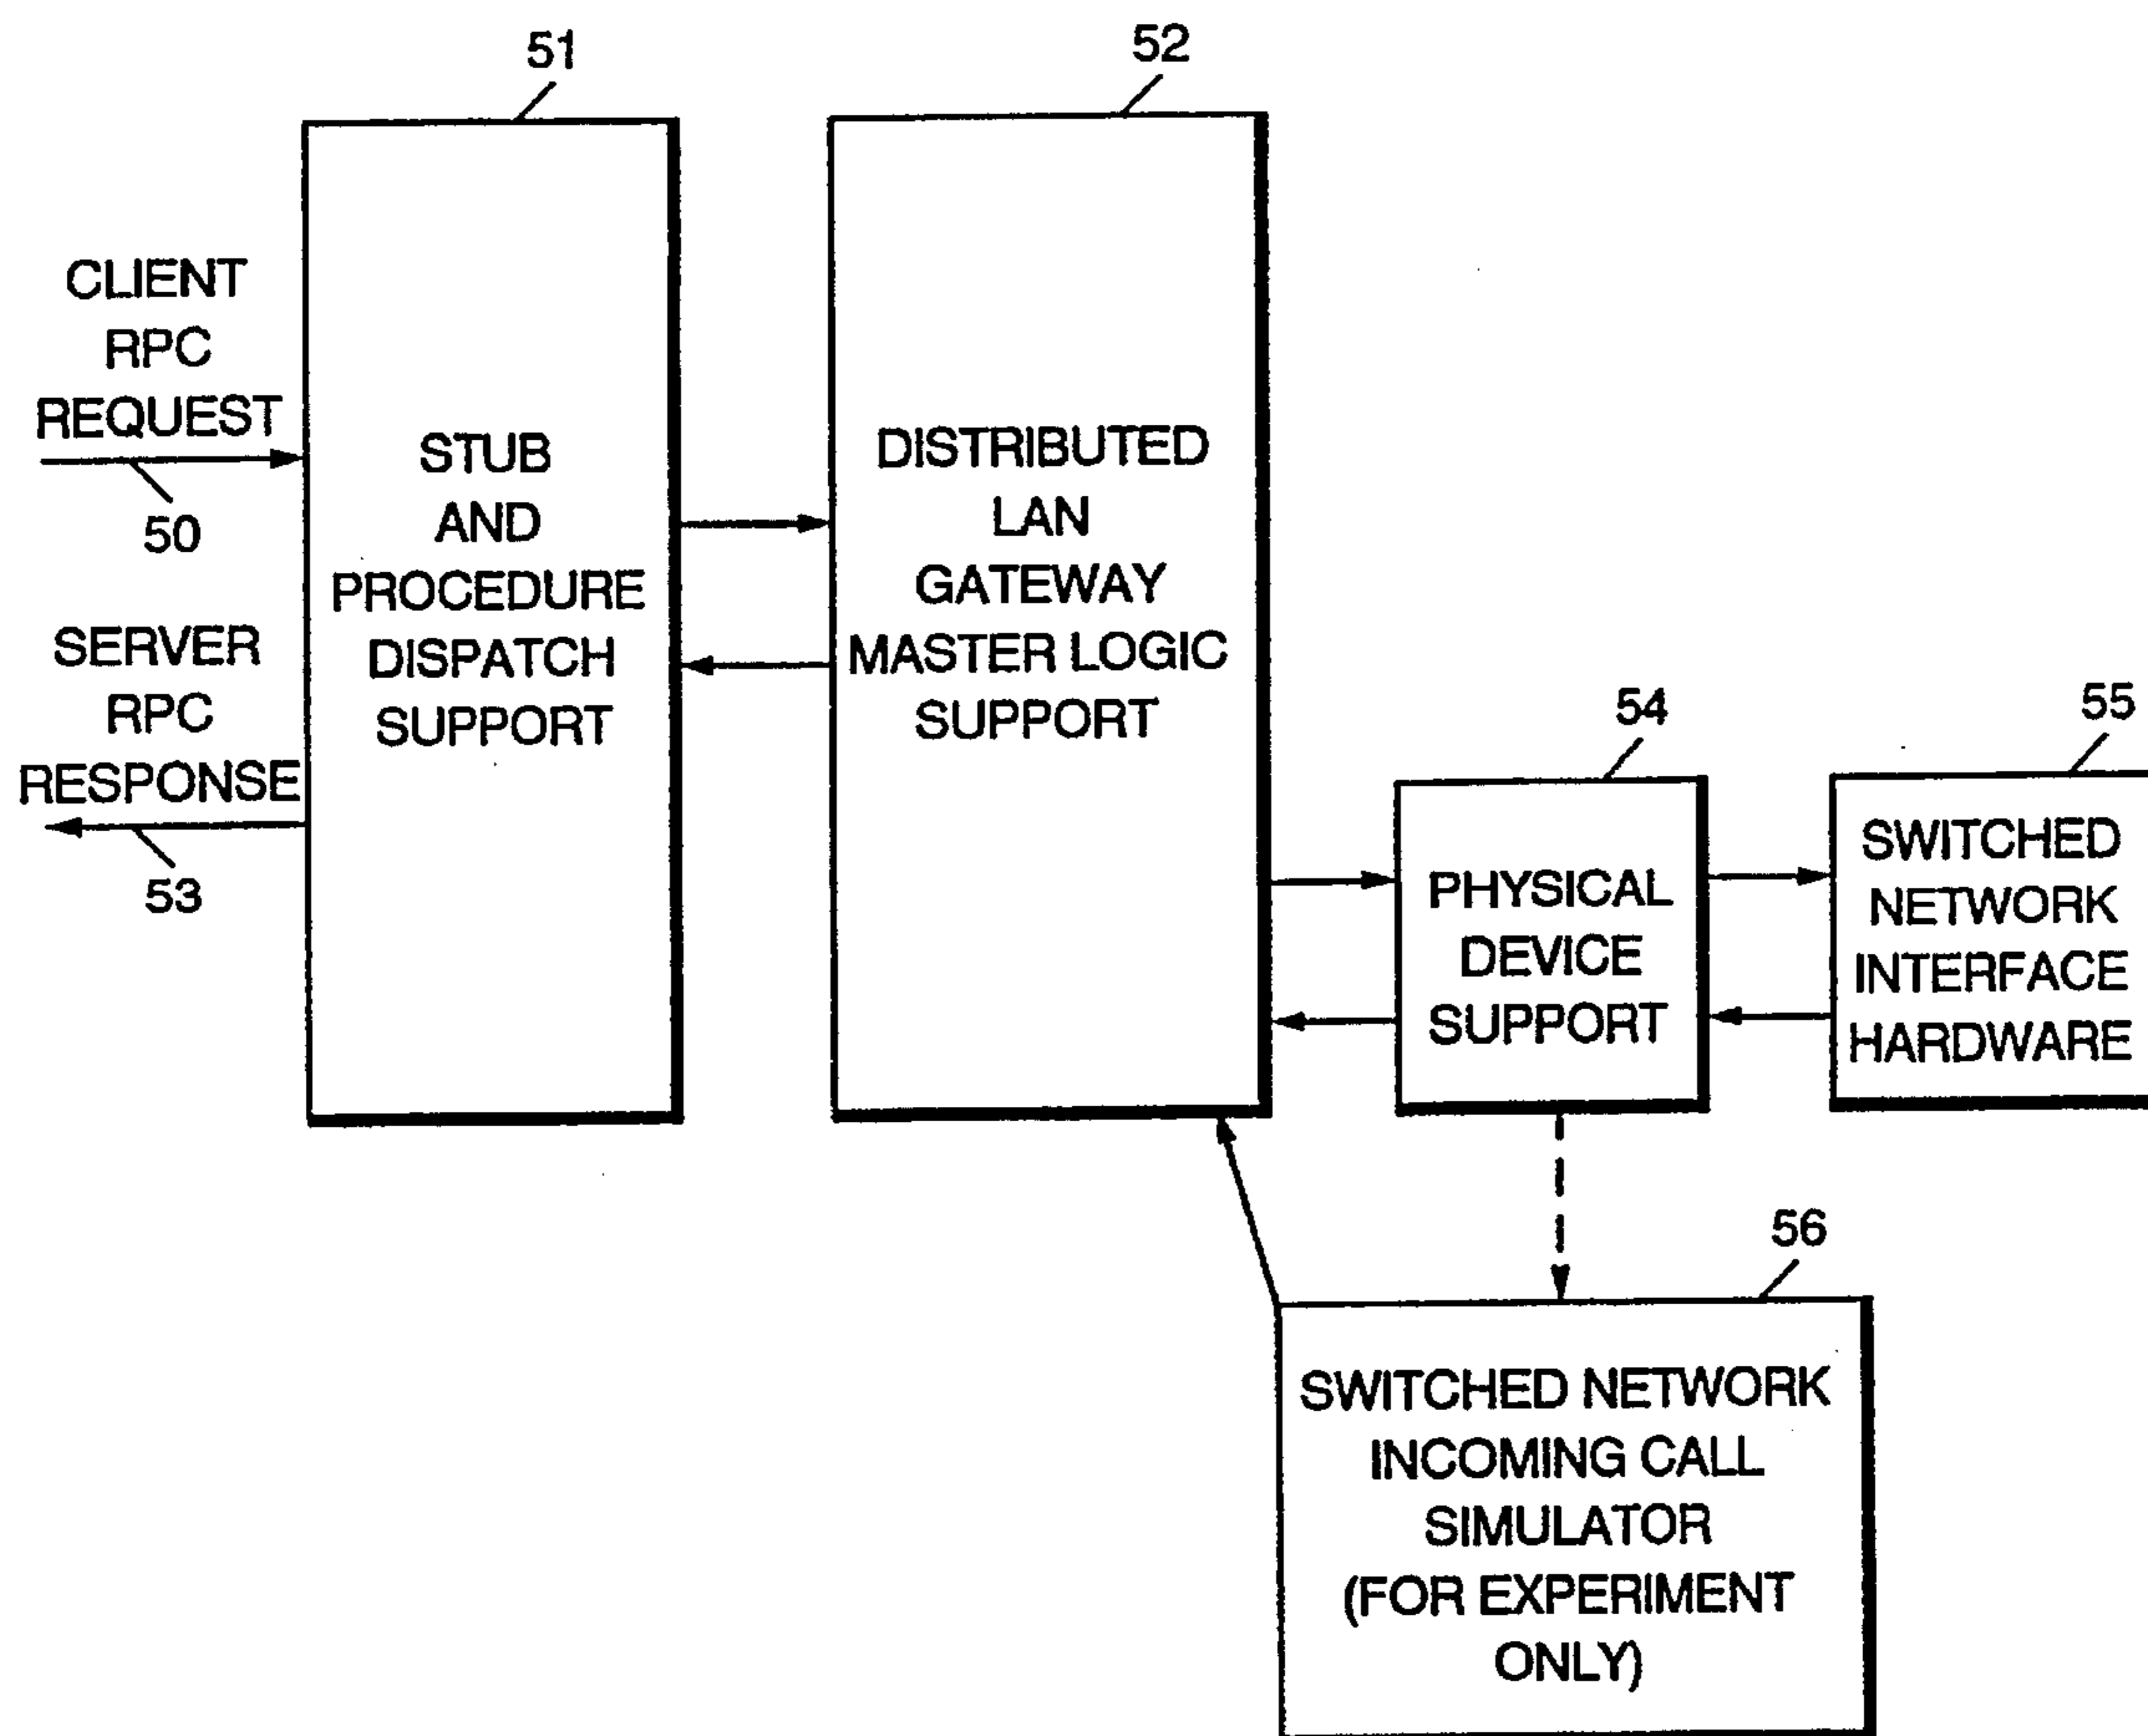 51
52
CLIENT
RPC
REQUEST
50
SERVER
RPC
RESPONSE
53
STUB
AND
PROCEDURE
DISPATCH
SUPPORT
DISTRIBUTED
LAN
GATEWAY
MASTER LOGIC
SUPPORT
54
PHYSICAL
DEVICE
SUPPORT
55
SWITCHED
NETWORK
INTERFACE
HARDWARE
56
SWITCHED NETWORK
INCOMING CALL
SIMULATOR
(FOR EXPERIMENT
ONLY)